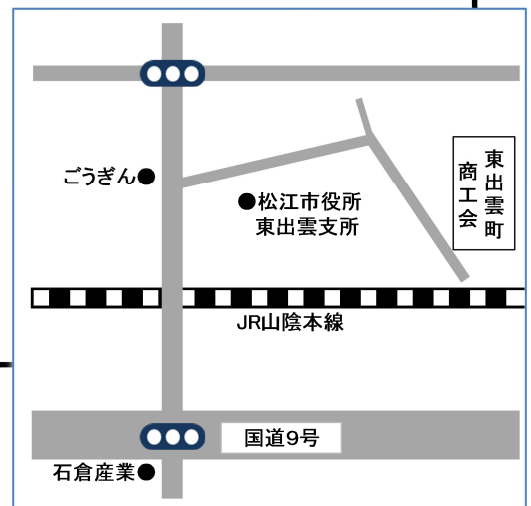 ごうぎん
松江市役所
東出雲支所
東出雲町
商工会
JR山陰本線
国道9号
石倉産業